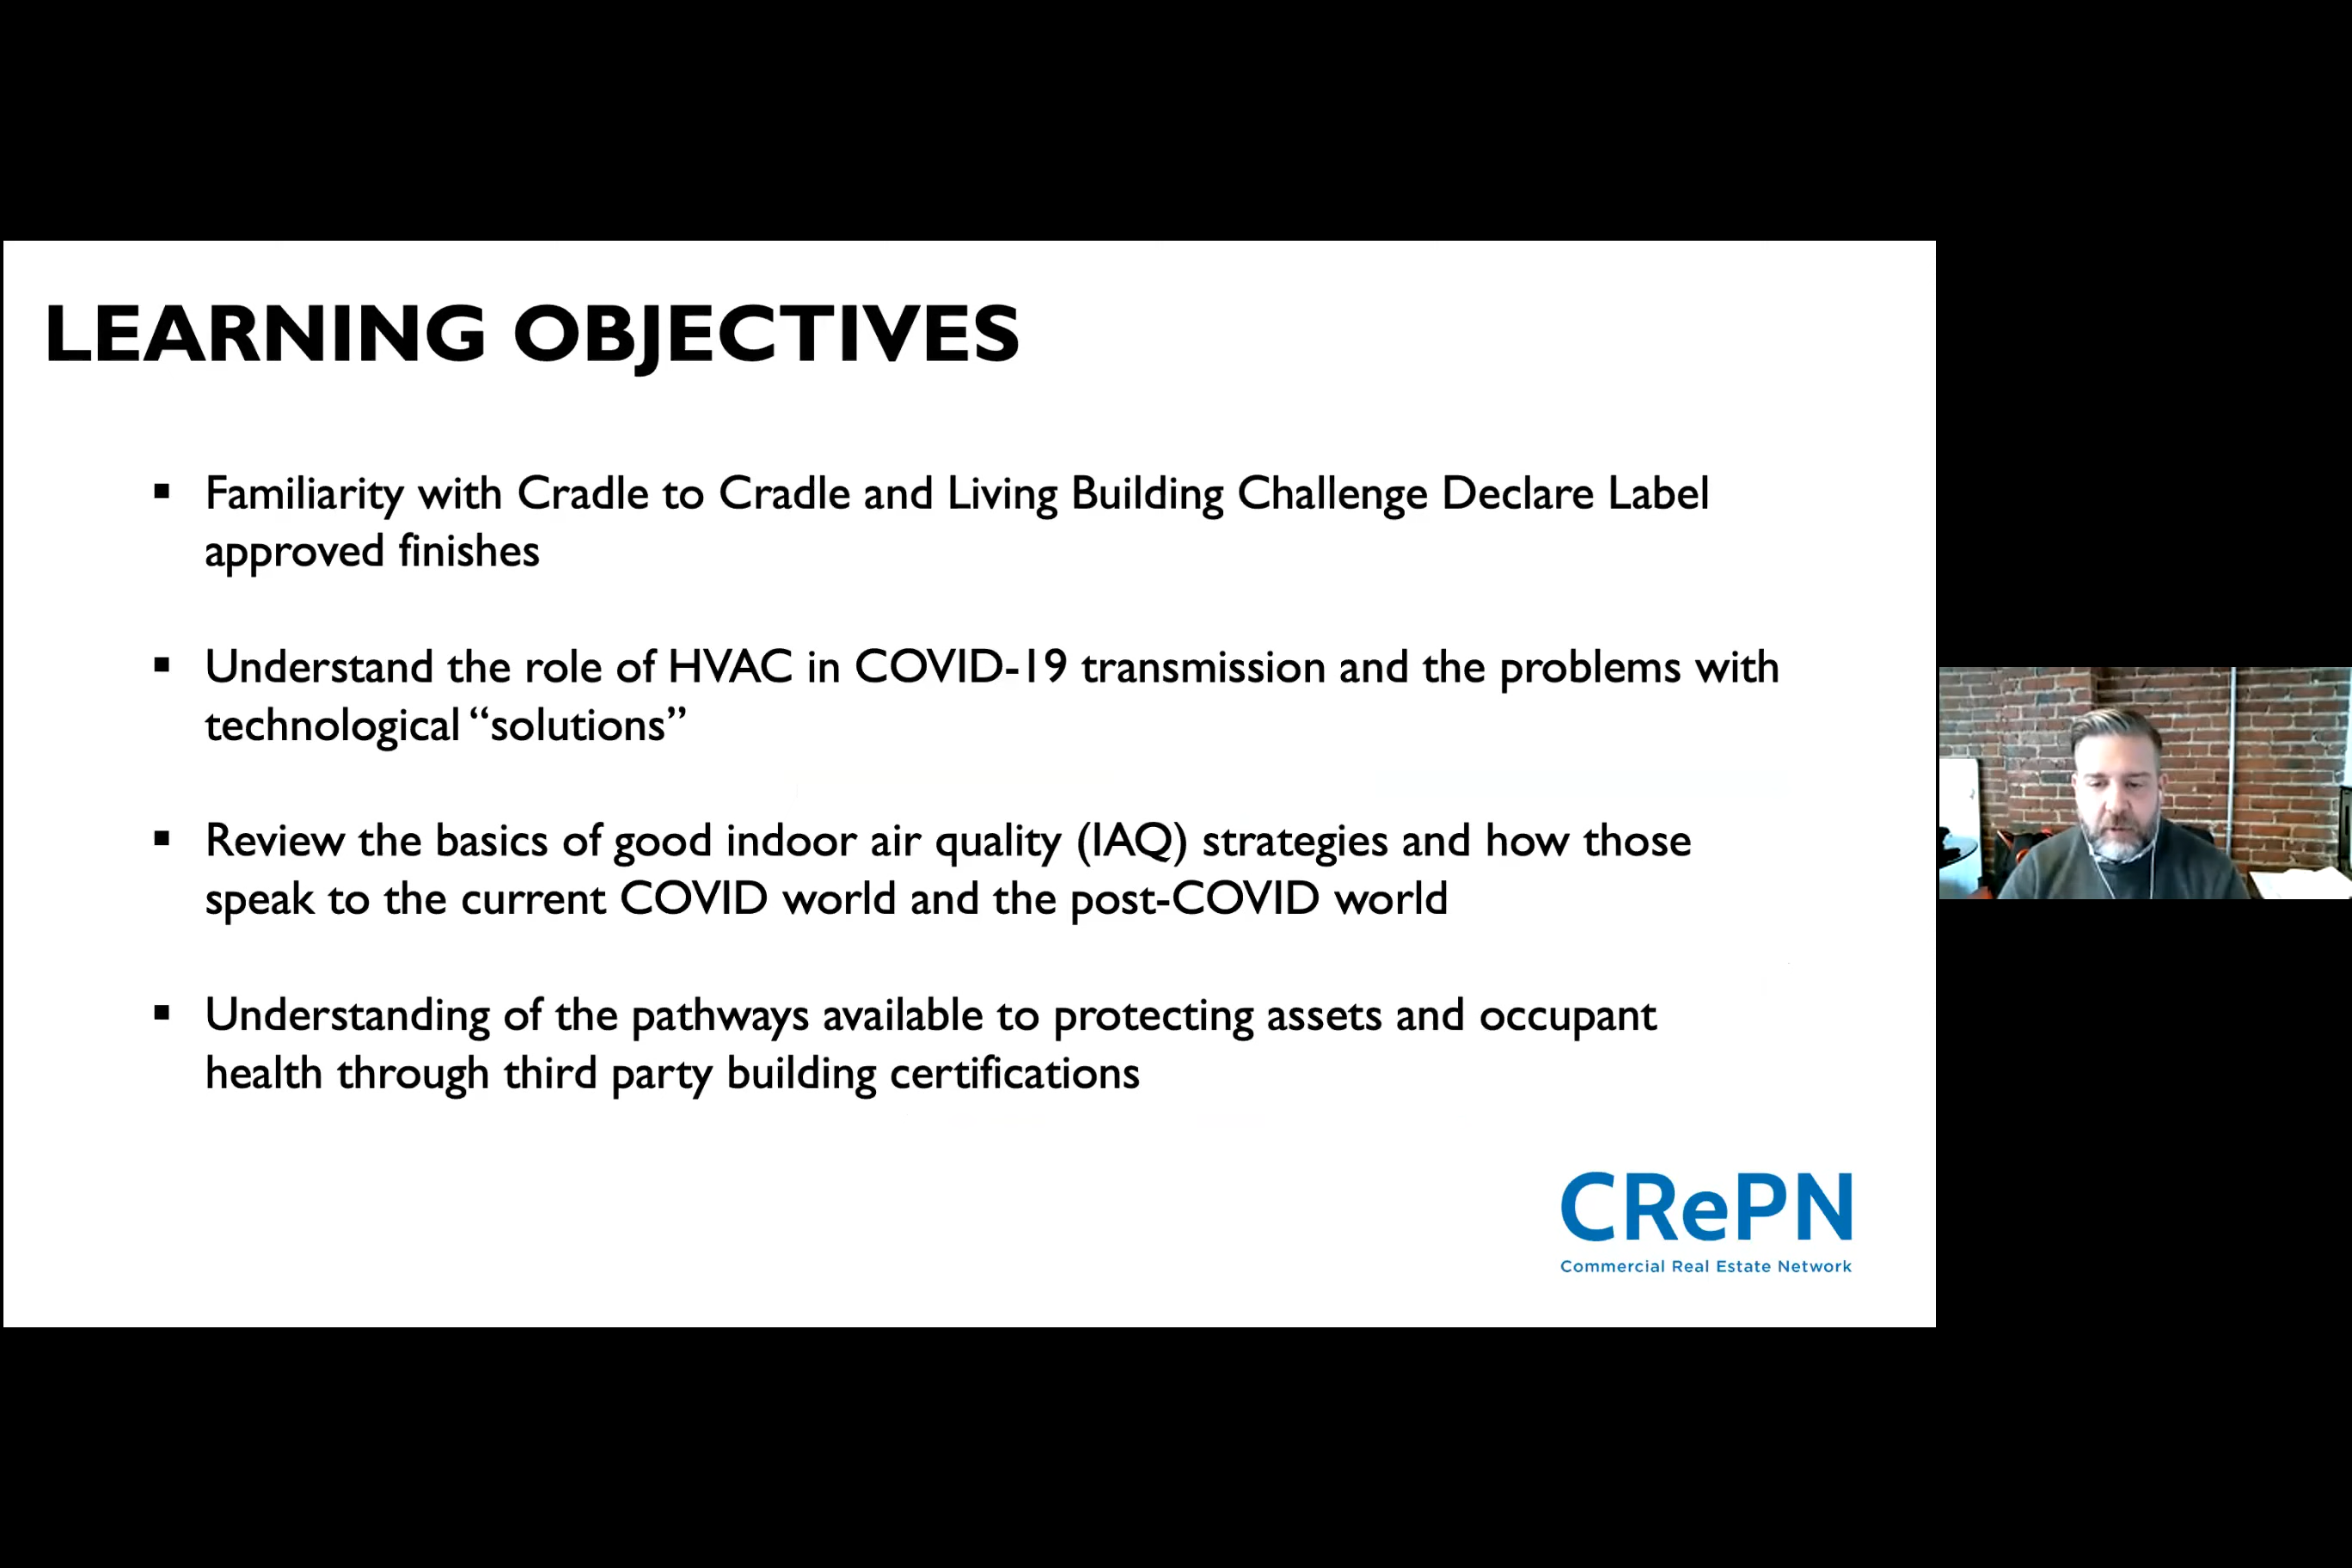 LEARNING OBJECTIVES
▪ Familiarity with Cradle to Cradle and Living Building Challenge Declare Label
approved finishes
▪ Understand the role of HVAC in COVID-19 transmission and the problems with
technological “solutions”
▪ Review the basics of good indoor air quality (IAQ) strategies and how those
speak to the current COVID world and the post-COVID world
▪ Understanding of the pathways available to protecting assets and occupant
health through third party building certifications
CRePN
Commercial Real Estate Network